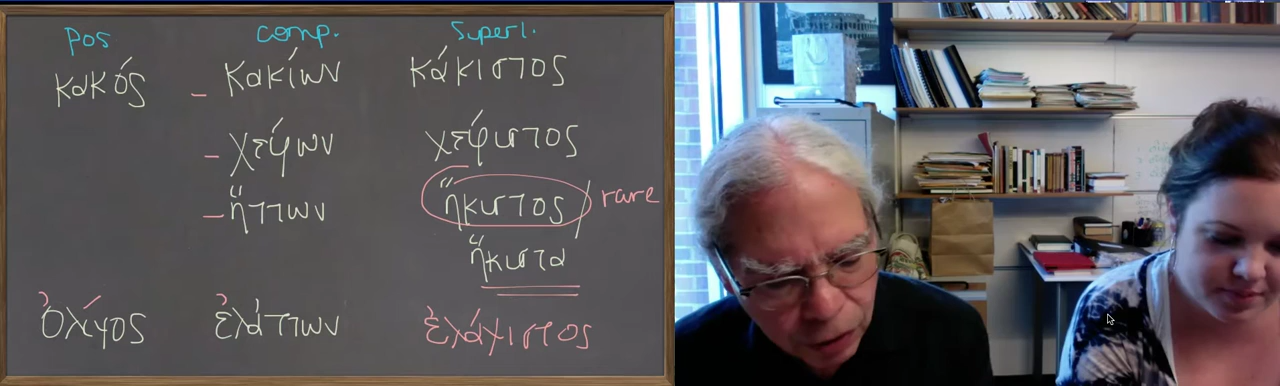 pos comp. superl.
κακός – κακίων κάκιστος
– χείρων χείριστος
– ἥττων ἥκιστος / rare
ἥκιστα
ὀλίγος ἐλάττων ἐλάχιστος